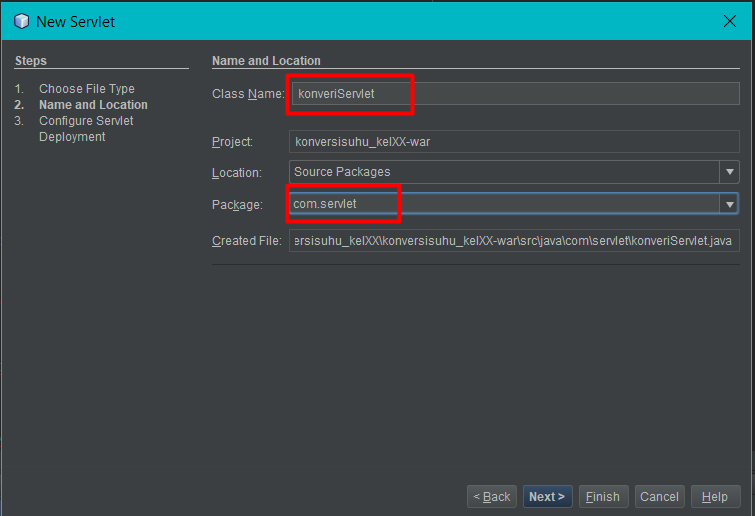 New Servlet
Steps
1. Choose File Type
2. Name and Location
3. Configure Servlet
Deployment
Name and Location
Class Name: konveriServlet
Project: konversisuhu_kelXX-war
Location: Source Packages
Package: com.servlet
Created File: ersisuhu_kelXX\konversisuhu_kelXX-war\src\java\com\servlet\konveriServlet.java
< Back Next > Finish Cancel Help